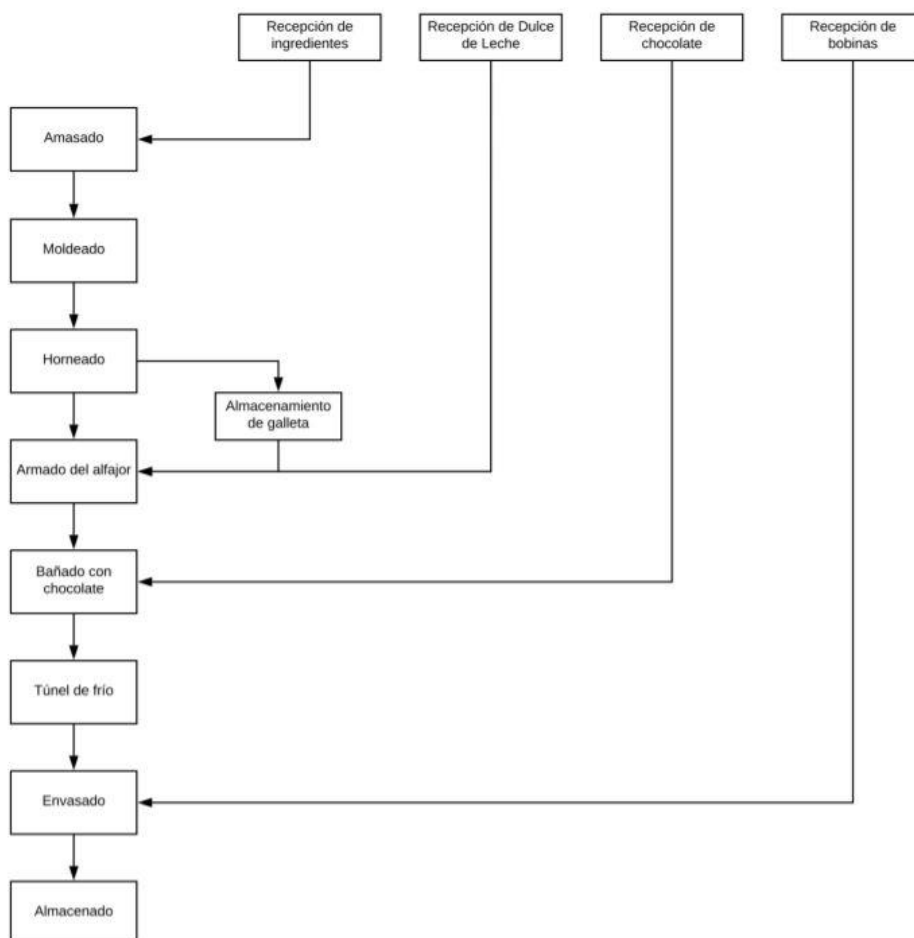 Recepción de
ingredientes
Recepción de Dulce
de Leche
Recepción de
chocolate
Recepción de
bobinas
Amasado
Moldeado
Horneado
Almacenamiento
de galleta
Armado del alfajor
Bañado con
chocolate
Túnel de frío
Envasado
Almacenado